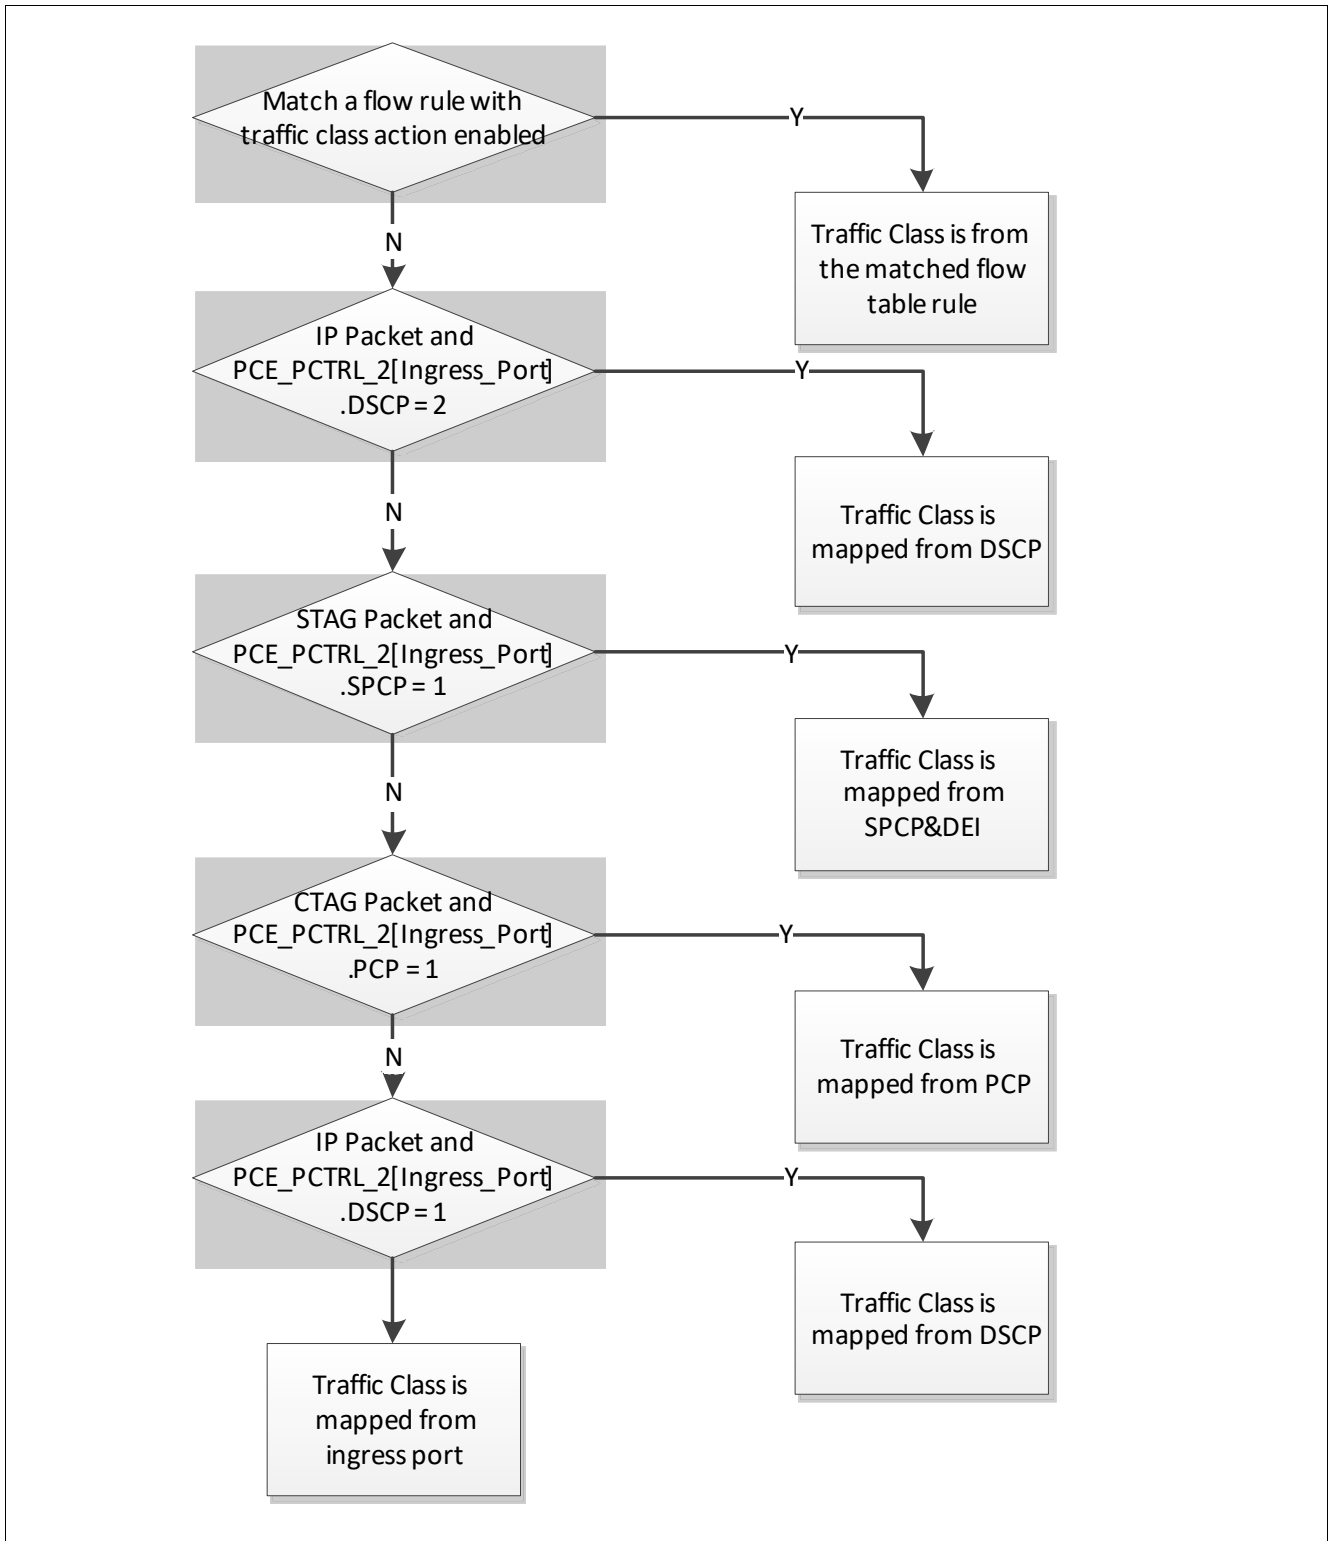 Match a flow rule with
traffic class action enabled
Y
Traffic Class is from
the matched flow
table rule
N
IP Packet and
PCE_PCTRL_2[Ingress_Port]
.DSCP = 2
Y
Traffic Class is
mapped from DSCP
N
STAG Packet and
PCE_PCTRL_2[Ingress_Port]
.SPCP = 1
Y
Traffic Class is
mapped from
SPCP&DEI
N
CTAG Packet and
PCE_PCTRL_2[Ingress_Port]
.PCP = 1
Y
Traffic Class is
mapped from PCP
N
IP Packet and
PCE_PCTRL_2[Ingress_Port]
.DSCP = 1
Y
Traffic Class is
mapped from DSCP
Traffic Class is
mapped from
ingress port